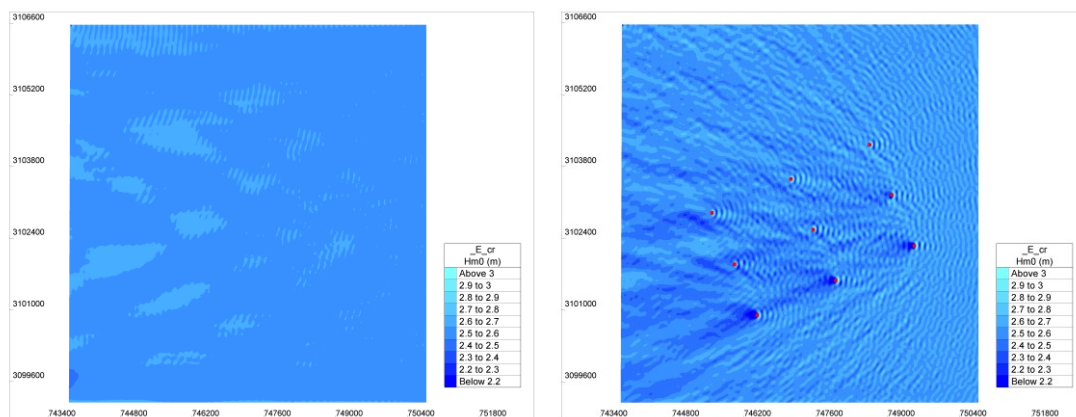 3106600
3105200
3103800
3102400
3101000
3099600
743400 744800 746200 747600 749000 750400 751800
_E_cr
Hm0 (m)
Above 3
2.9 to 3
2.8 to 2.9
2.7 to 2.8
2.6 to 2.7
2.5 to 2.6
2.4 to 2.5
2.3 to 2.4
2.2 to 2.3
Below 2.2
3106600
3105200
3103800
3102400
3101000
3099600
743400 744800 746200 747600 749000 750400 751800
_E_cr
Hm0 (m)
Above 3
2.9 to 3
2.8 to 2.9
2.7 to 2.8
2.6 to 2.7
2.5 to 2.6
2.4 to 2.5
2.3 to 2.4
2.2 to 2.3
Below 2.2